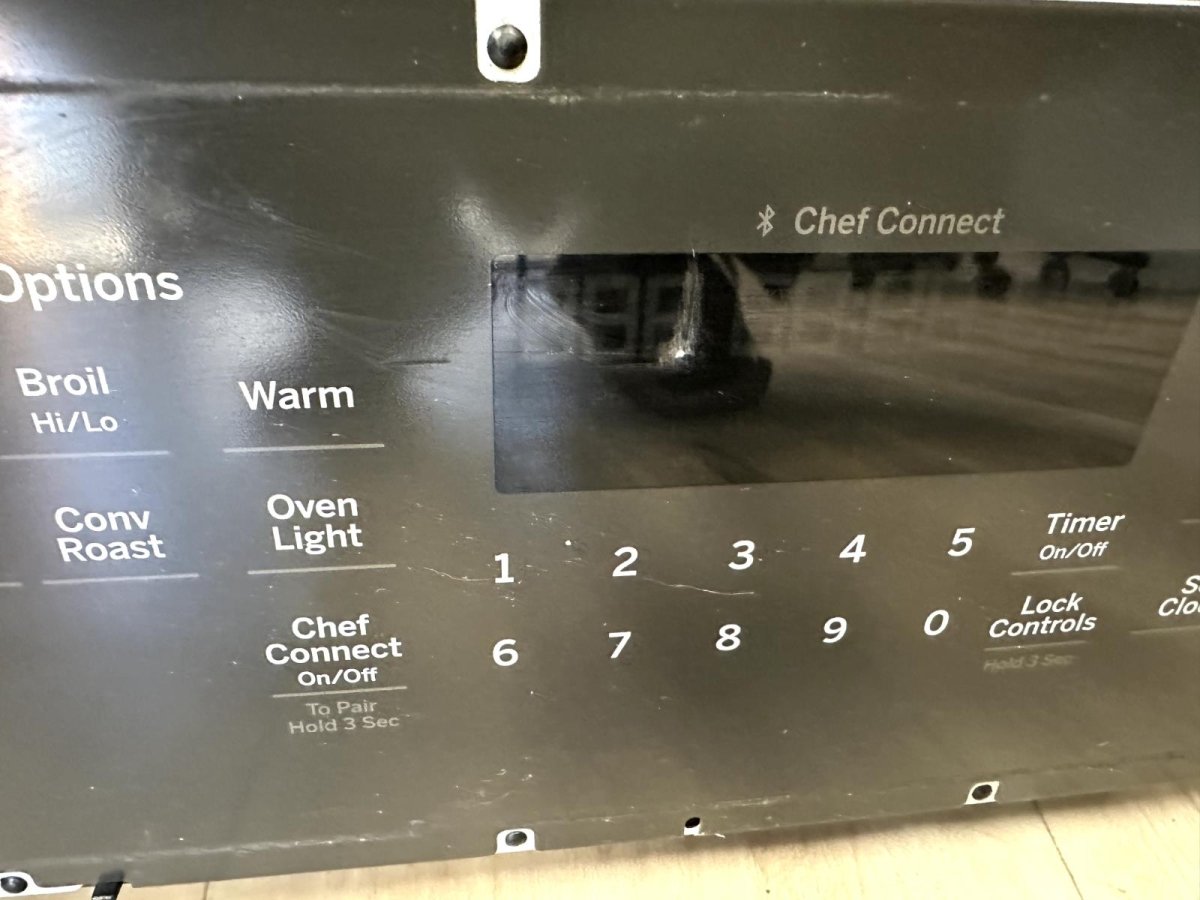 Chef Connect
Options
Broil
Hi/Lo
Warm
Conv
Roast
Oven
Light
Chef
Connect
On/Off
To Pair
Hold 3 Sec
1 2 3 4 5
6 7 8 9 0
Timer
On/Off
Lock
Controls
Hold 3 Sec